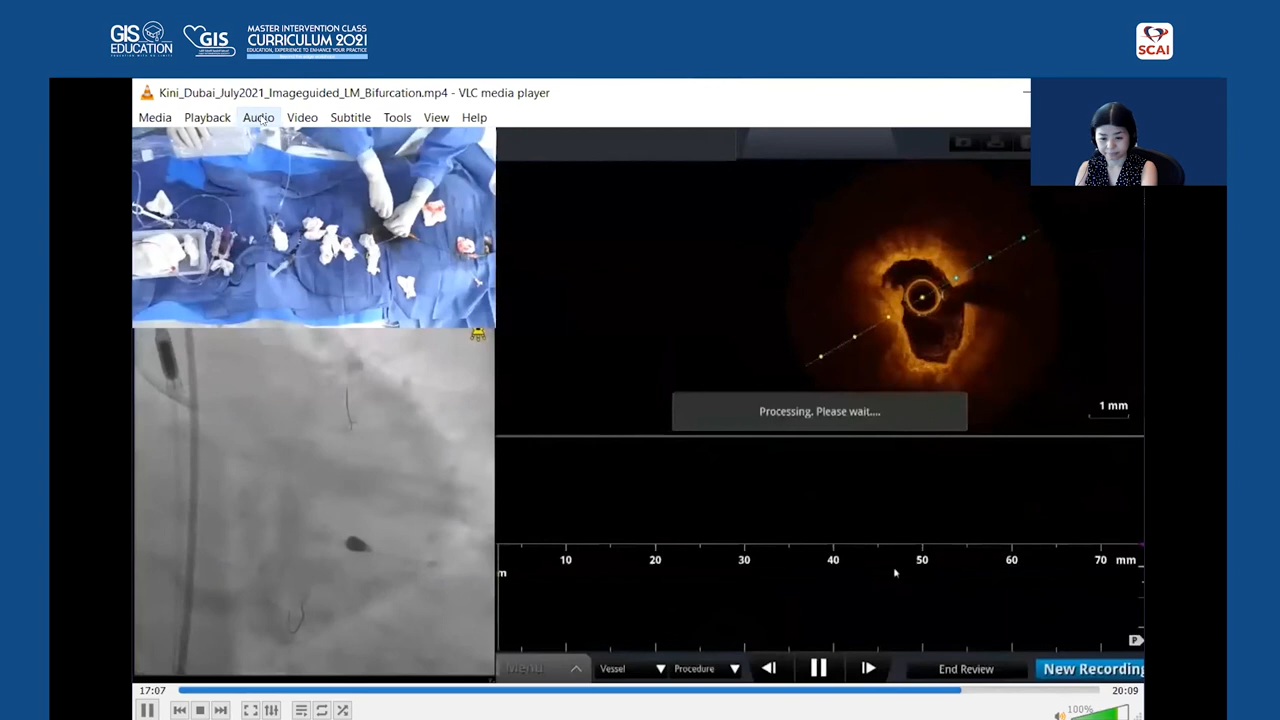 GIS
EDUCATION
GIS
MASTER INTERVENTION CLASS
CURRICULUM 2021
EDUCATION, EXPERIENCE TO ENHANCE YOUR PRACTICE
SCAI
Kini_Dubai_July2021_Imageguided_LM_Bifurcation.mp4 - VLC media player
Media Playback Audio Video Subtitle Tools View Help
Processing, Please wait....
1 mm
10 20 30 40 50 60 70 mm
m
P
Menu Vessel Procedure End Review New Recording
17:07 20:09
100%